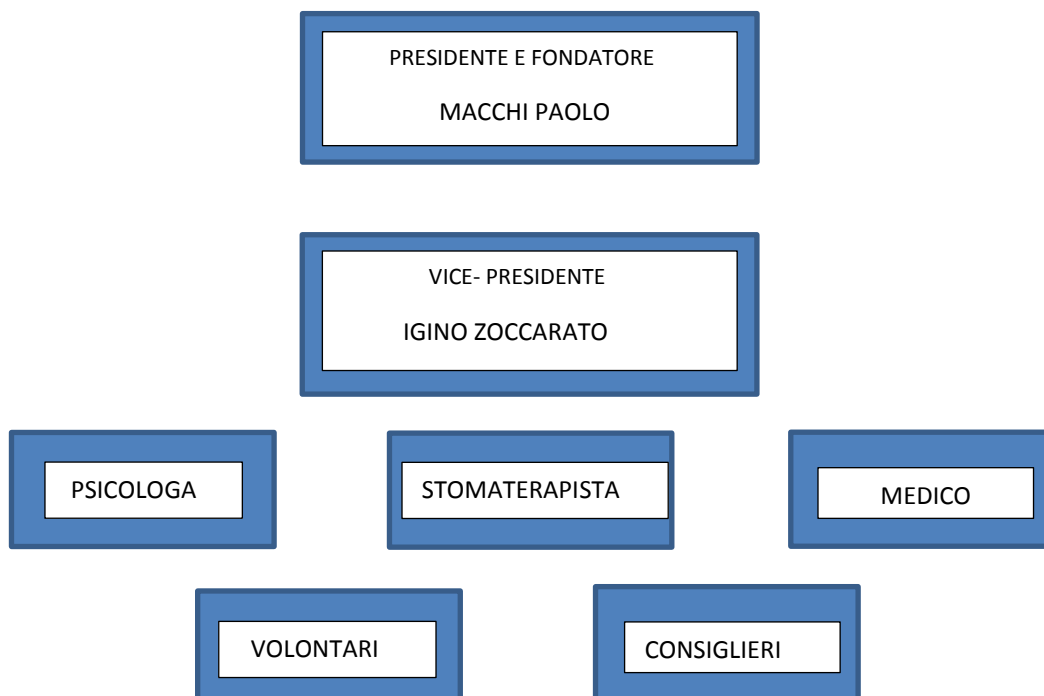 PRESIDENTE E FONDATORE
MACCHI PAOLO
VICE- PRESIDENTE
IGINO ZOCCARATO
PSICOLOGA
STOMATERAPISTA
MEDICO
VOLONTARI
CONSIGLIERI